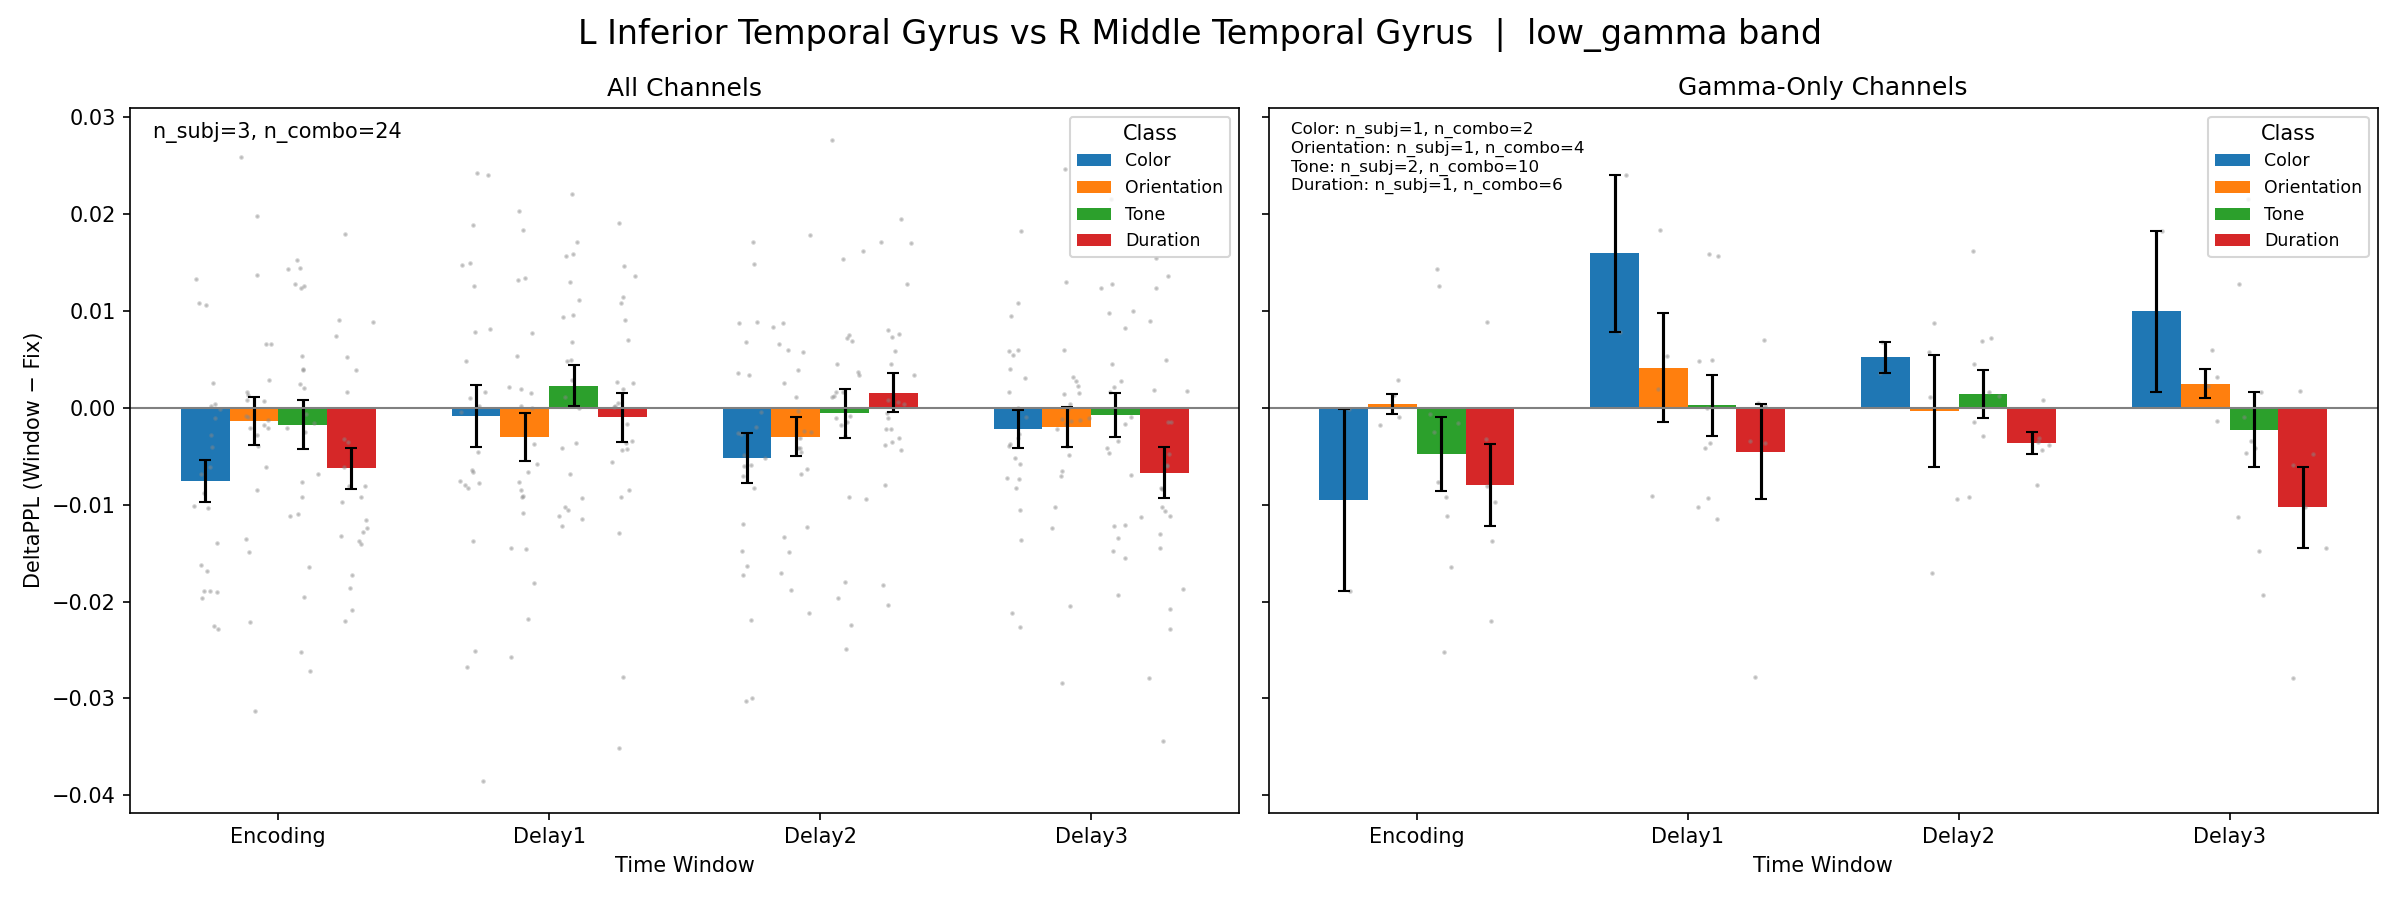 L Inferior Temporal Gyrus vs R Middle Temporal Gyrus | low_gamma band
All Channels
n_subj=3, n_combo=24
Class
Color
Orientation
Tone
Duration
DeltaPPL (Window − Fix)
0.03
0.02
0.01
0.00
−0.01
−0.02
−0.03
−0.04
Encoding
Delay1
Delay2
Delay3
Time Window
Gamma-Only Channels
Color: n_subj=1, n_combo=2
Orientation: n_subj=1, n_combo=4
Tone: n_subj=2, n_combo=10
Duration: n_subj=1, n_combo=6
Class
Color
Orientation
Tone
Duration
Encoding
Delay1
Delay2
Delay3
Time Window